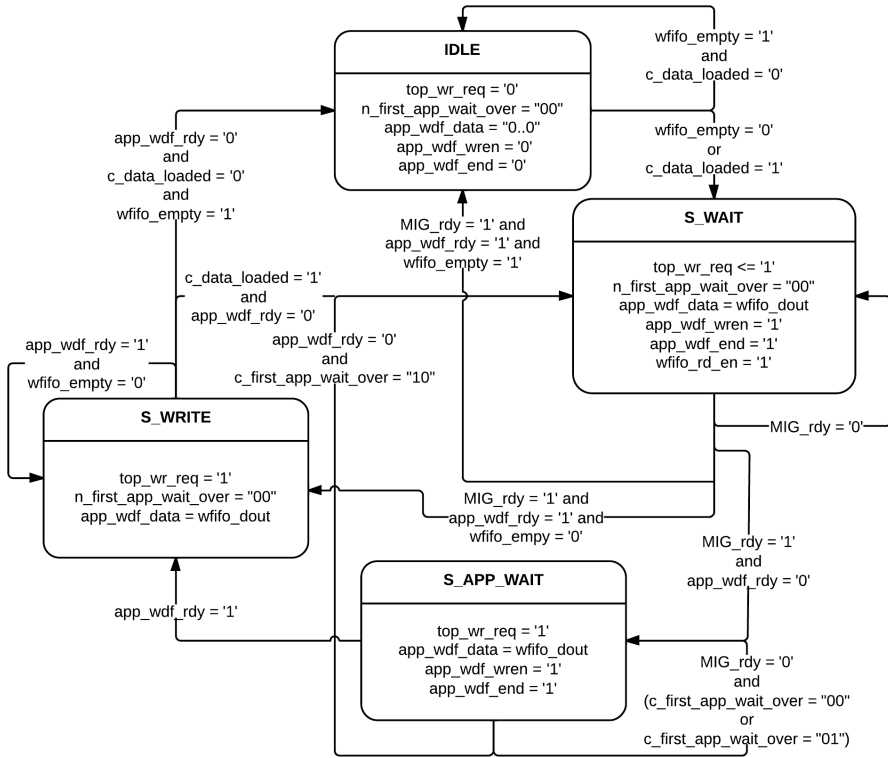 IDLE
top_wr_req = '0'
n_first_app_wait_over = "00"
app_wdf_data = "0..0"
app_wdf_wren = '0'
app_wdf_end = '0'
wfifo_empty = '1'
and
c_data_loaded = '0'
wfifo_empty = '0'
or
c_data_loaded = '1'
app_wdf_rdy = '0'
and
c_data_loaded = '0'
and
wfifo_empty = '1'
MIG_rdy = '1' and
app_wdf_rdy = '1' and
wfifo_empty = '1'
S_WAIT
top_wr_req <= '1'
n_first_app_wait_over = "00"
app_wdf_data = wfifo_dout
app_wdf_wren = '1'
app_wdf_end = '1'
wfifo_rd_en = '1'
c_data_loaded = '1'
and
app_wdf_rdy = '0'
app_wdf_rdy = '0'
and
c_first_app_wait_over = "10"
app_wdf_rdy = '1'
and
wfifo_empty = '0'
S_WRITE
top_wr_req = '1'
n_first_app_wait_over = "00"
app_wdf_data = wfifo_dout
MIG_rdy = '0'
MIG_rdy = '1' and
app_wdf_rdy = '1' and
wfifo_empy = '0'
MIG_rdy = '1'
and
app_wdf_rdy = '0'
S_APP_WAIT
top_wr_req = '1'
app_wdf_data = wfifo_dout
app_wdf_wren = '1'
app_wdf_end = '1'
app_wdf_rdy = '1'
MIG_rdy = '0'
and
(c_first_app_wait_over = "00"
or
c_first_app_wait_over = "01")